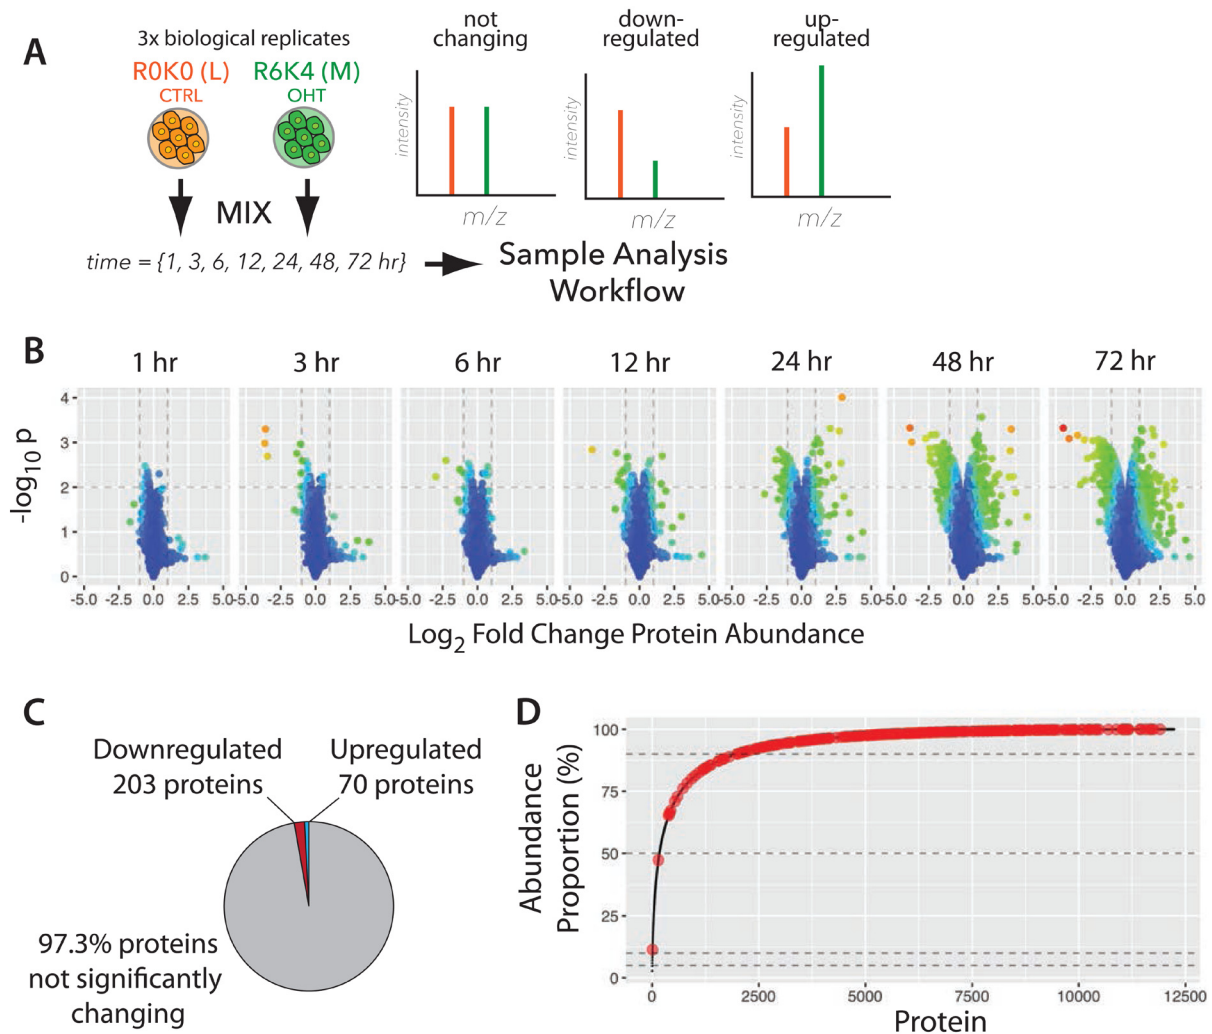 A
3x biological replicates
R0K0 (L)
R6K4 (M)
CTRL
OHT
MIX
time = {1, 3, 6, 12, 24, 48, 72 hr}
not
changing
down-
regulated
up-
regulated
intensity
intensity
intensity
m/z
m/z
m/z
Sample Analysis
Workflow
B
1 hr
3 hr
6 hr
12 hr
24 hr
48 hr
72 hr
-log10 p
4
3
2
1
0
-5.0 -2.5 0.0 2.5 5.0
-5.0 -2.5 0.0 2.5 5.0
-5.0 -2.5 0.0 2.5 5.0
-5.0 -2.5 0.0 2.5 5.0
-5.0 -2.5 0.0 2.5 5.0
-5.0 -2.5 0.0 2.5 5.0
-5.0 -2.5 0.0 2.5 5.0
Log2 Fold Change Protein Abundance
C
Downregulated
203 proteins
Upregulated
70 proteins
97.3% proteins
not significantly
changing
D
Abundance
Proportion (%)
100
75
50
25
0
0 2500 5000 7500 10000 12500
Protein